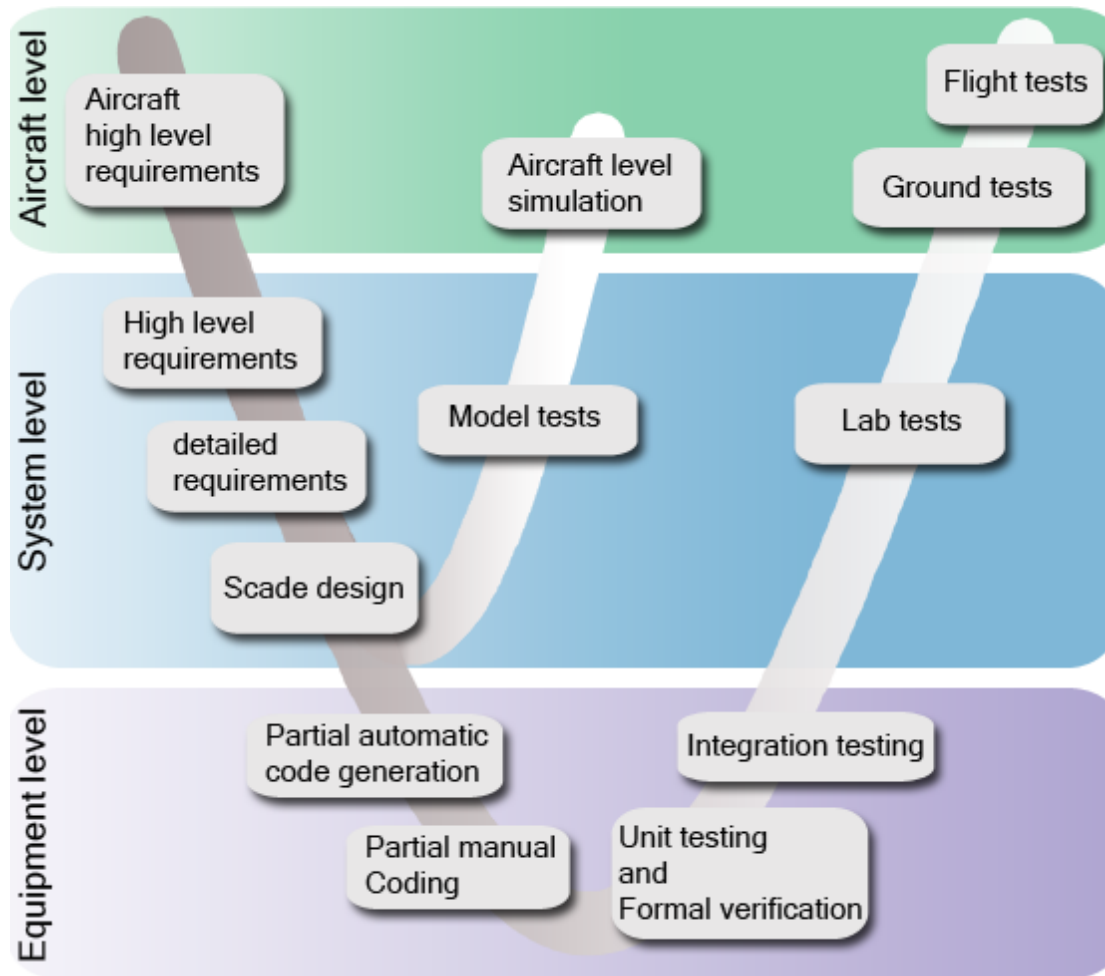 Aircraft level
Aircraft
high level
requirements
Aircraft level
simulation
Flight tests
Ground tests
System level
High level
requirements
detailed
requirements
Scade design
Model tests
Lab tests
Equipment level
Partial automatic
code generation
Partial manual
Coding
Integration testing
Unit testing
and
Formal verification